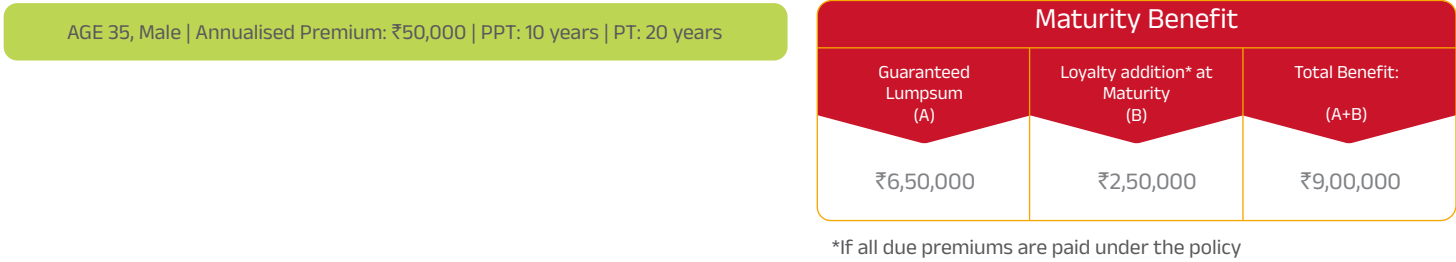 AGE 35, Male | Annualised Premium: ₹50,000 | PPT: 10 years | PT: 20 years
Maturity Benefit
Guaranteed
Lumpsum
(A)
Loyalty addition* at
Maturity
(B)
Total Benefit:
(A+B)
₹6,50,000
₹2,50,000
₹9,00,000
*If all due premiums are paid under the policy